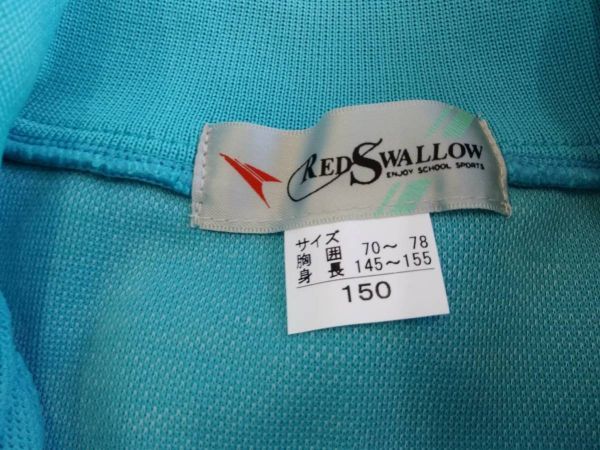 RED SWALLOW
ENJOY SCHOOL SPORTS
サイズ
胸 囲 70～ 78
身 長 145～155
150